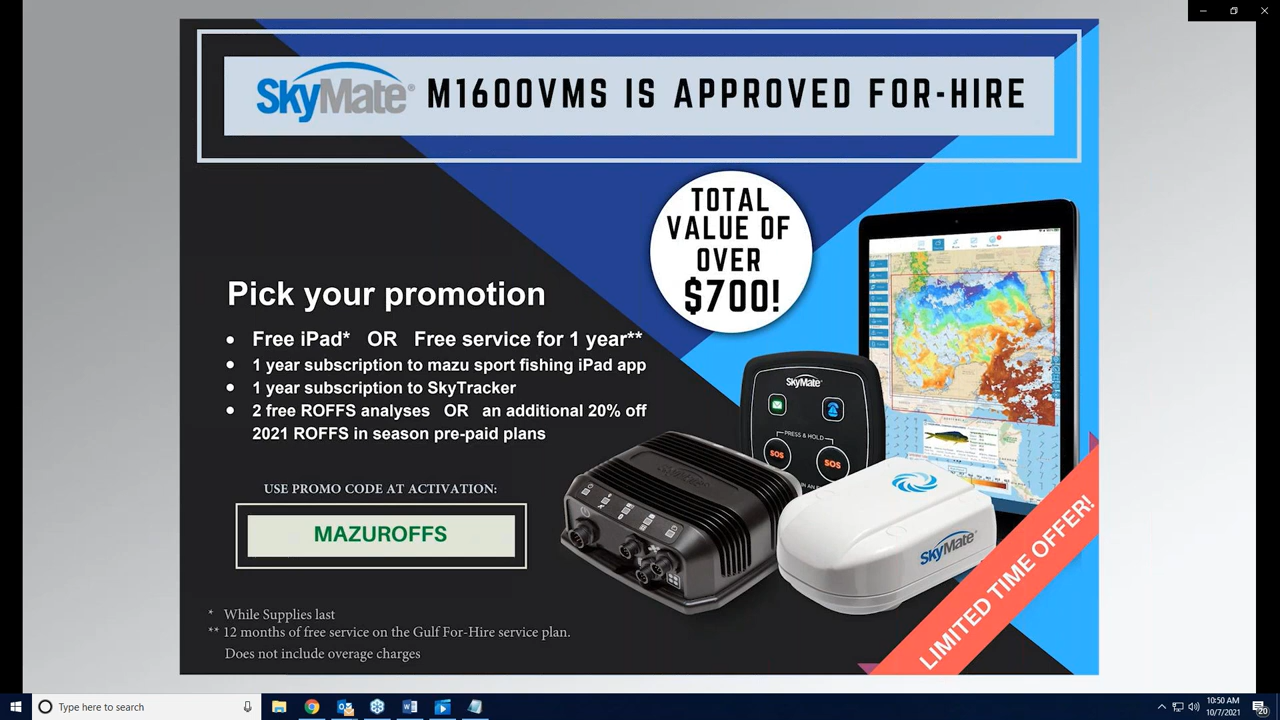 SkyMate® M1600VMS IS APPROVED FOR-HIRE
TOTAL
VALUE OF
OVER
$700!
Pick your promotion
• Free iPad* OR Free service for 1 year**
• 1 year subscription to mazu sport fishing iPad app
• 1 year subscription to SkyTracker
• 2 free ROFFS analyses OR an additional 20% off
2021 ROFFS in season pre-paid plans
USE PROMO CODE AT ACTIVATION:
MAZUROFFS
* While Supplies last
** 12 months of free service on the Gulf For-Hire service plan.
Does not include overage charges
SkyMate
PRESS & HOLD
SOS
SOS
SkyMate
LIMITED TIME OFFER!
Type here to search
10:50 AM
10/7/2021
20